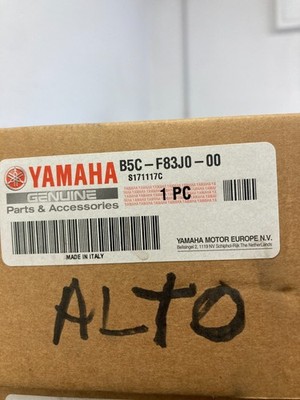 YAMAHA B5C-F83J0-00
S171117C
GENUINE
Parts & Accessories
1 PC
YAMAHA MOTOR EUROPE N.V.
MADE IN ITALY
ALTO